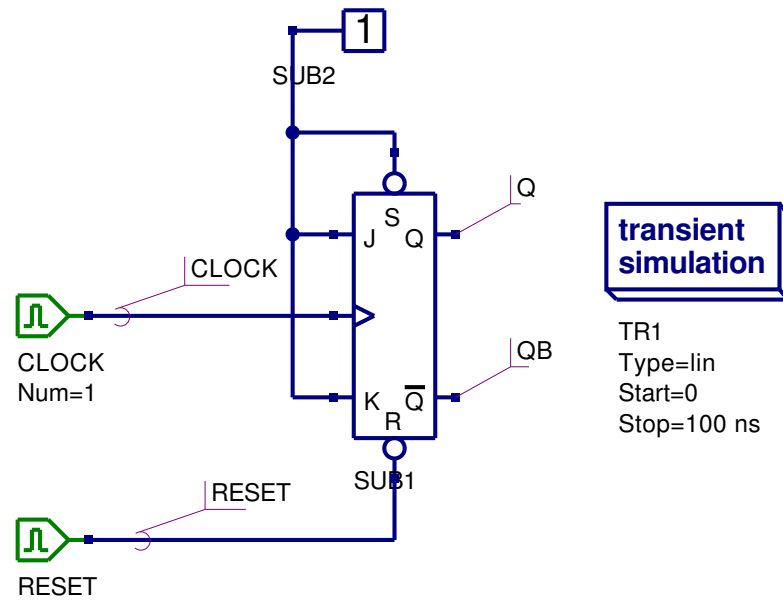 1
SUB2
S
J
Q
Q
CLOCK
CLOCK
Num=1
K
Q
R
QB
SUB1
RESET
RESET
transient
simulation
TR1
Type=lin
Start=0
Stop=100 ns